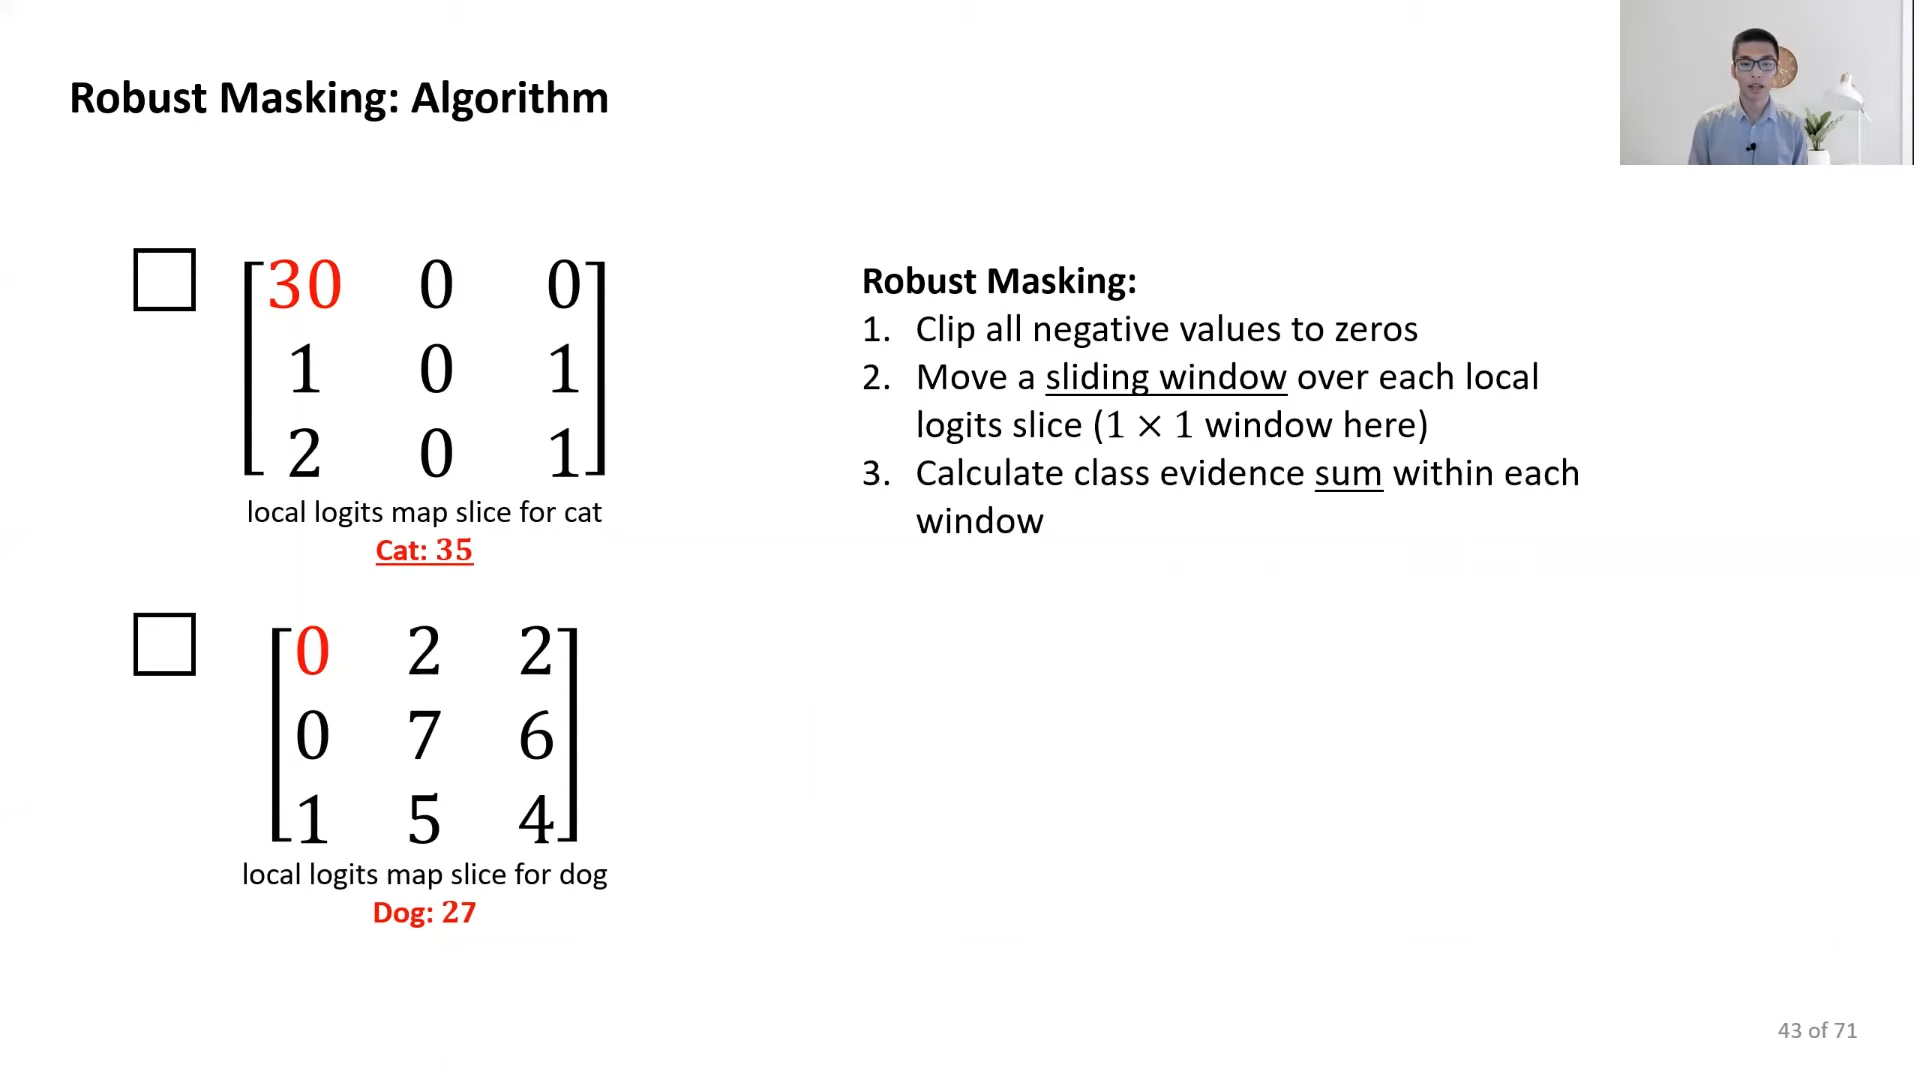 Robust Masking: Algorithm
30 0 0
1 0 1
2 0 1
local logits map slice for cat
Cat: 35
0 2 2
0 7 6
1 5 4
local logits map slice for dog
Dog: 27
Robust Masking:
1. Clip all negative values to zeros
2. Move a sliding window over each local
logits slice (1 × 1 window here)
3. Calculate class evidence sum within each
window
43 of 71